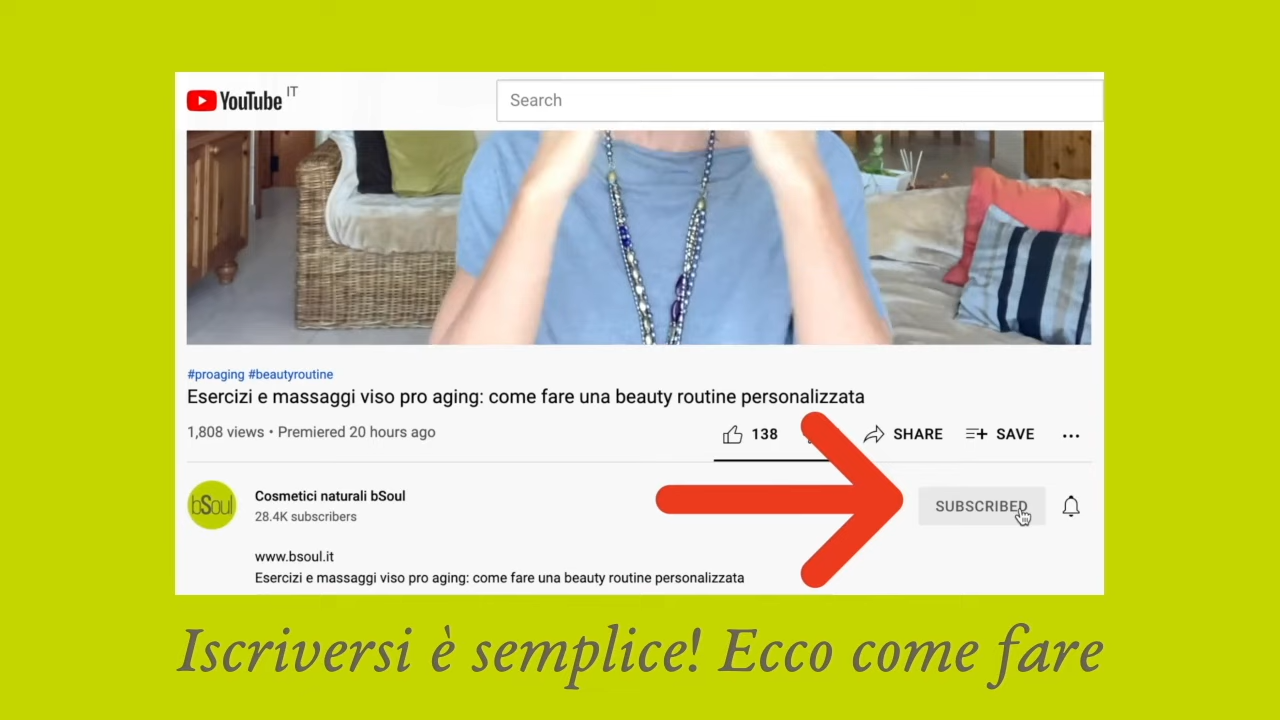 YouTube IT
Search
#proaging #beautyroutine
Esercizi e massaggi viso pro aging: come fare una beauty routine personalizzata
1,808 views • Premiered 20 hours ago
138 SHARE SAVE
bSoul
Cosmetici naturali bSoul
28.4K subscribers
SUBSCRIBED
www.bsoul.it
Esercizi e massaggi viso pro aging: come fare una beauty routine personalizzata
Iscriversi è semplice! Ecco come fare